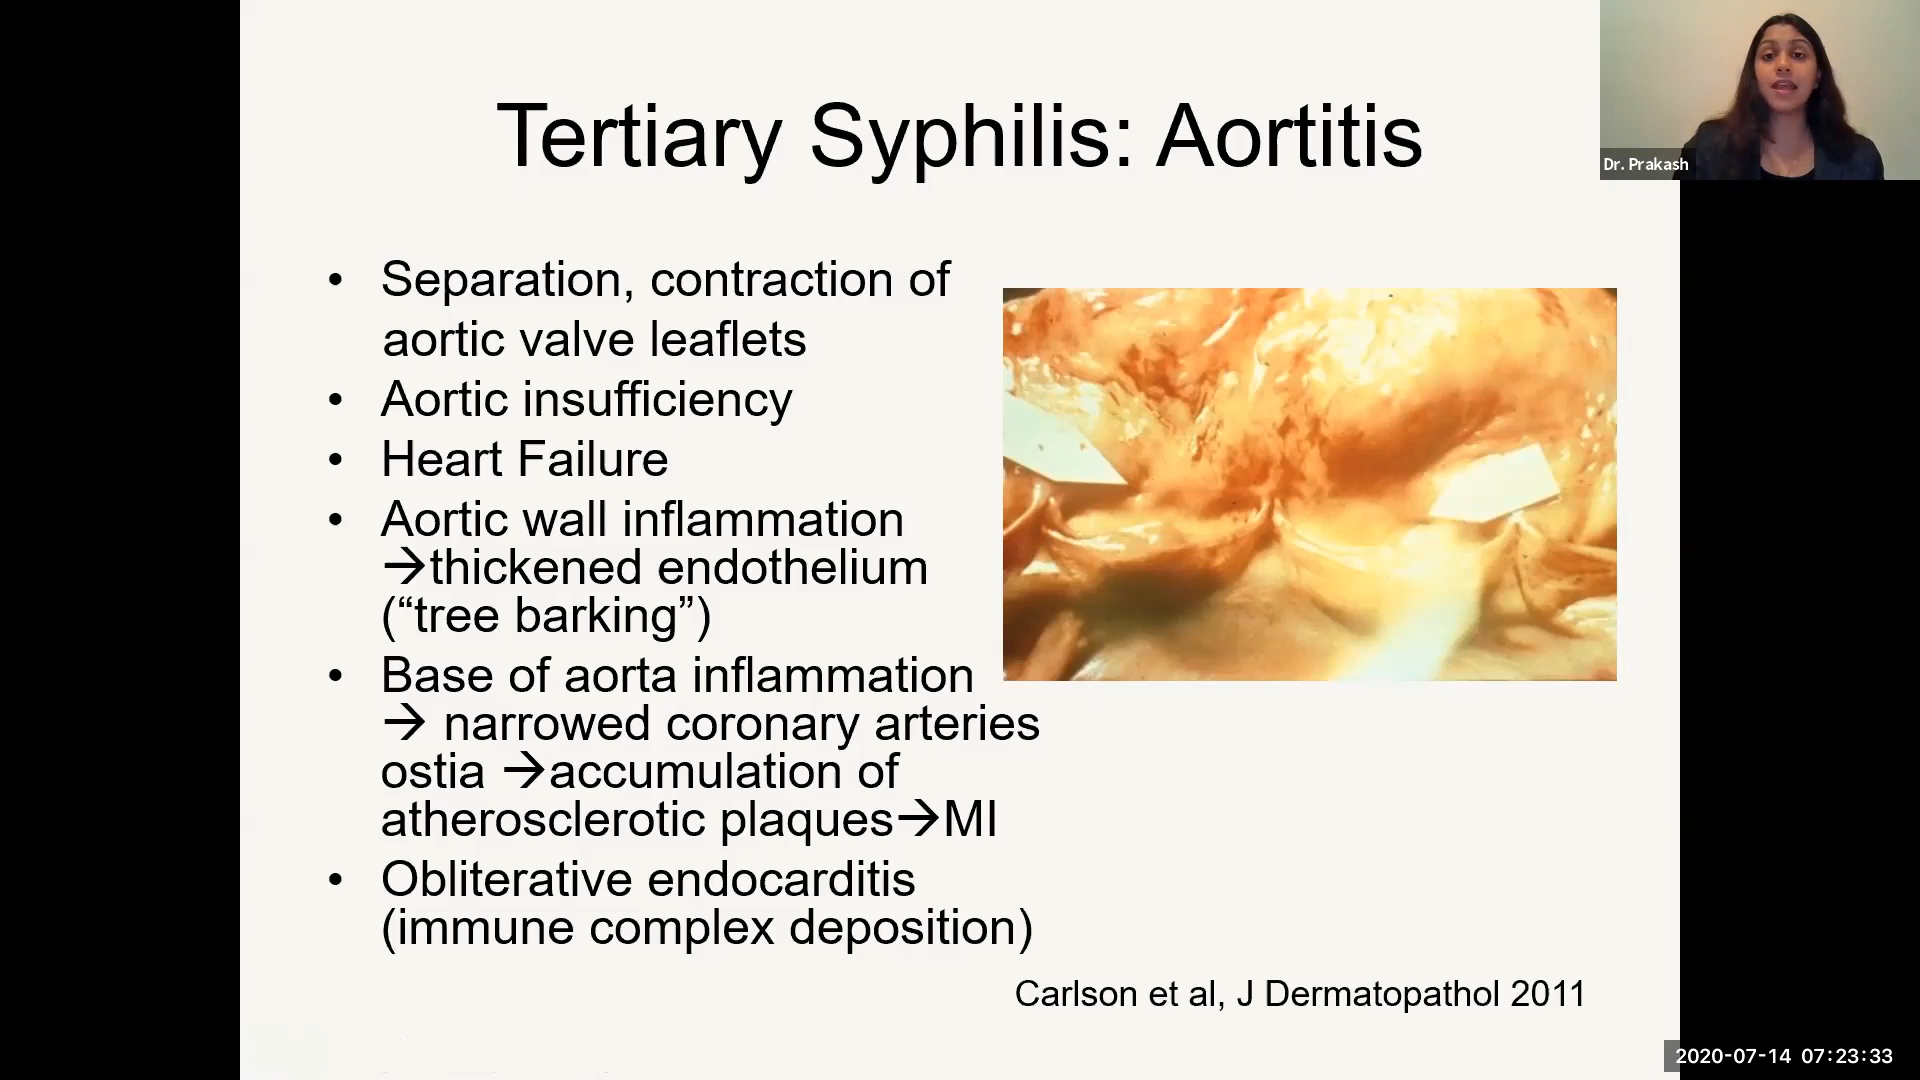 Tertiary Syphilis: Aortitis
Dr. Prakash
• Separation, contraction of
aortic valve leaflets
• Aortic insufficiency
• Heart Failure
• Aortic wall inflammation
→thickened endothelium
(“tree barking”)
• Base of aorta inflammation
→ narrowed coronary arteries
ostia →accumulation of
atherosclerotic plaques→MI
• Obliterative endocarditis
(immune complex deposition)
Carlson et al, J Dermatopathol 2011
2020-07-14 07:23:33